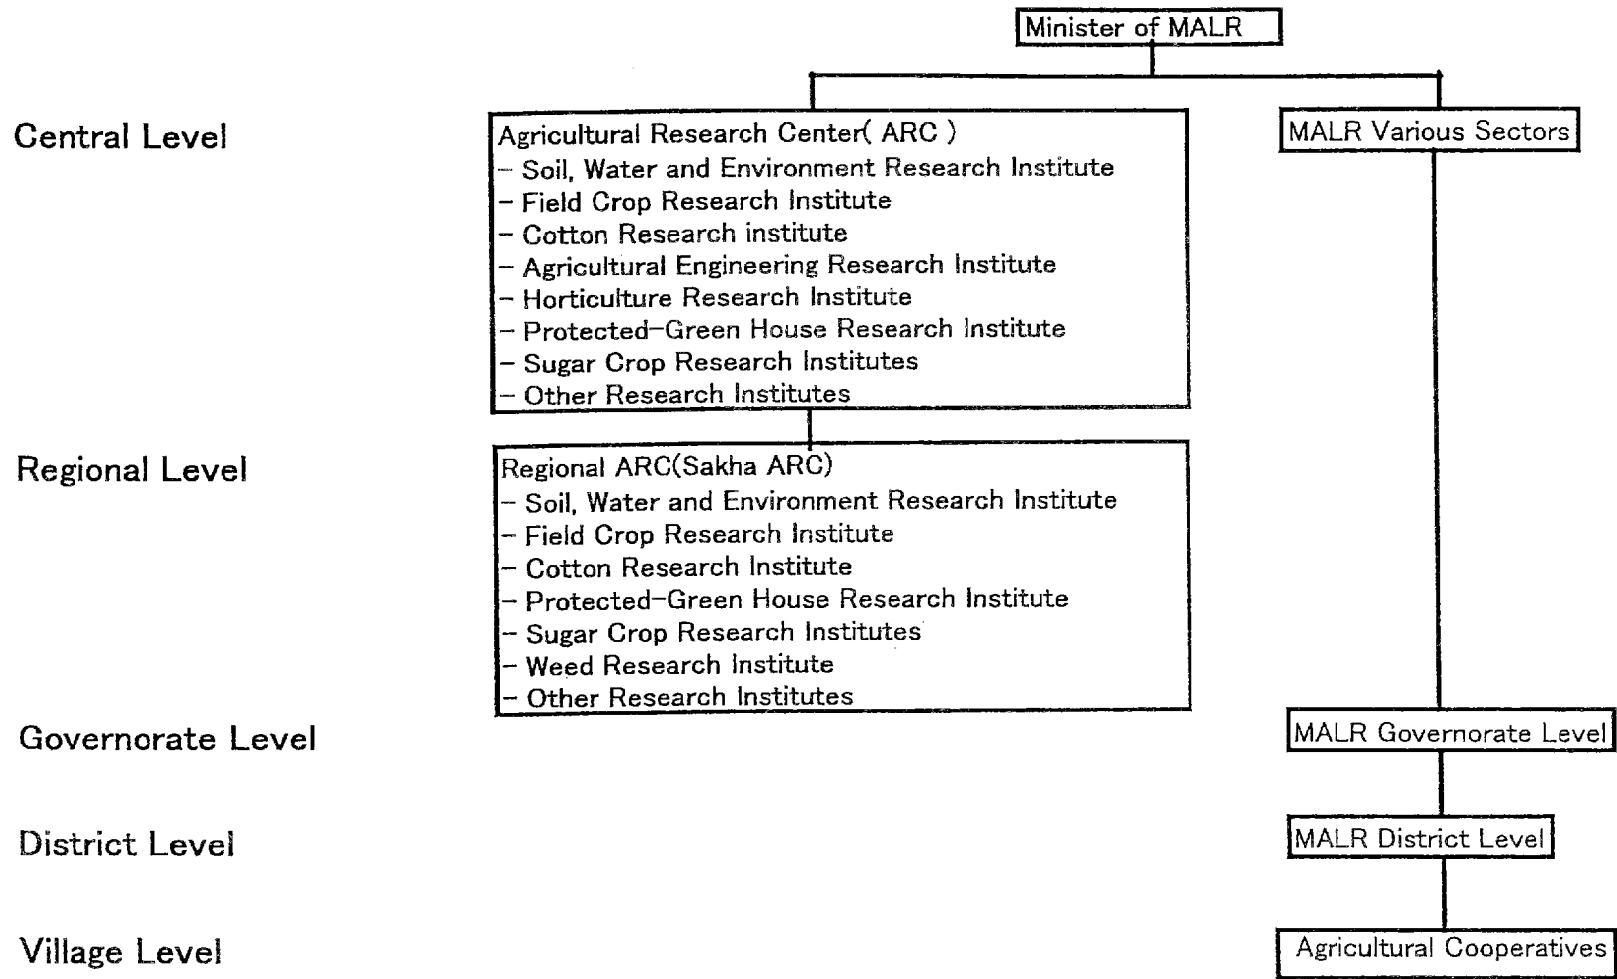 Minister of MALR
Central Level
Agricultural Research Center( ARC )
- Soil, Water and Environment Research Institute
- Field Crop Research Institute
- Cotton Research institute
- Agricultural Engineering Research Institute
- Horticulture Research Institute
- Protected-Green House Research Institute
- Sugar Crop Research Institutes
- Other Research Institutes
MALR Various Sectors
Regional Level
Regional ARC(Sakha ARC)
- Soil, Water and Environment Research Institute
- Field Crop Research Institute
- Cotton Research Institute
- Protected-Green House Research Institute
- Sugar Crop Research Institutes
- Weed Research Institute
- Other Research Institutes
Governorate Level
MALR Governorate Level
District Level
MALR District Level
Village Level
Agricultural Cooperatives